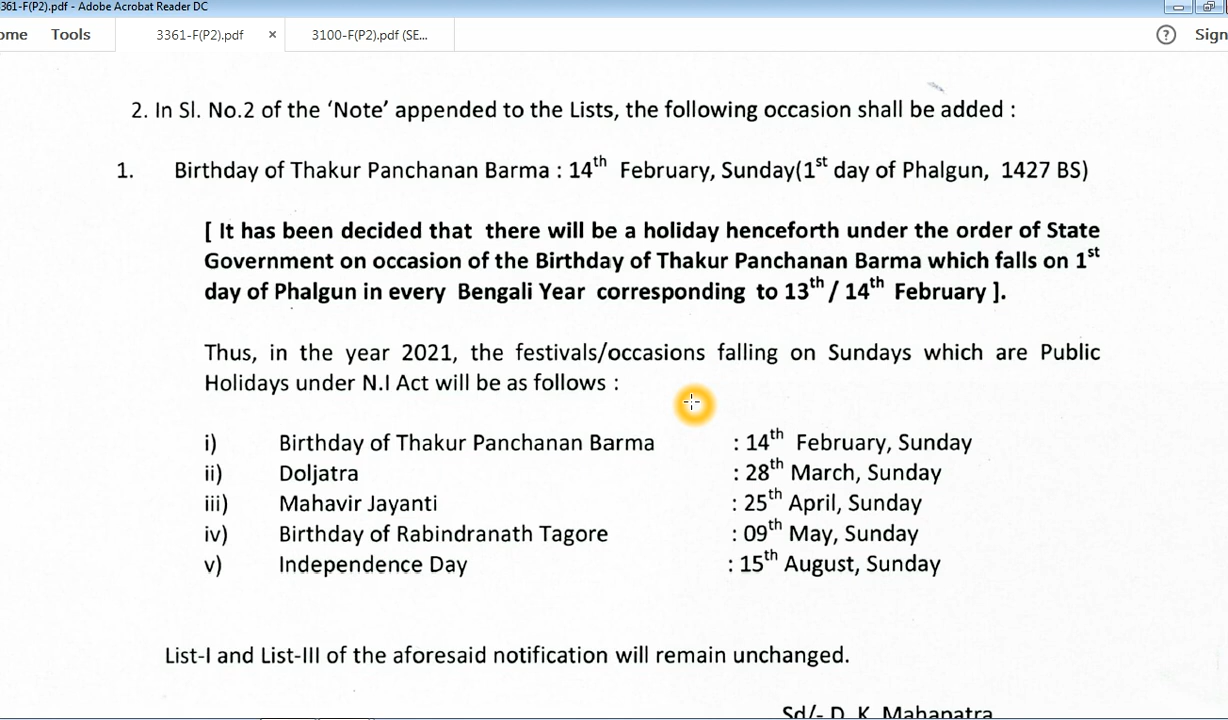 361-F(P2).pdf - Adobe Acrobat Reader DC
ome Tools 3361-F(P2).pdf × 3100-F(P2).pdf (SE... ? Sign
2. In Sl. No.2 of the ‘Note’ appended to the Lists, the following occasion shall be added :
1. Birthday of Thakur Panchanan Barma : 14th February, Sunday(1st day of Phalgun, 1427 BS)
[ It has been decided that there will be a holiday henceforth under the order of State
Government on occasion of the Birthday of Thakur Panchanan Barma which falls on 1st
day of Phalgun in every Bengali Year corresponding to 13th / 14th February ].
Thus, in the year 2021, the festivals/occasions falling on Sundays which are Public
Holidays under N.I Act will be as follows :
i) Birthday of Thakur Panchanan Barma : 14th February, Sunday
ii) Doljatra : 28th March, Sunday
iii) Mahavir Jayanti : 25th April, Sunday
iv) Birthday of Rabindranath Tagore : 09th May, Sunday
v) Independence Day : 15th August, Sunday
List-I and List-III of the aforesaid notification will remain unchanged.
Sd/- D. K. Mahapatra